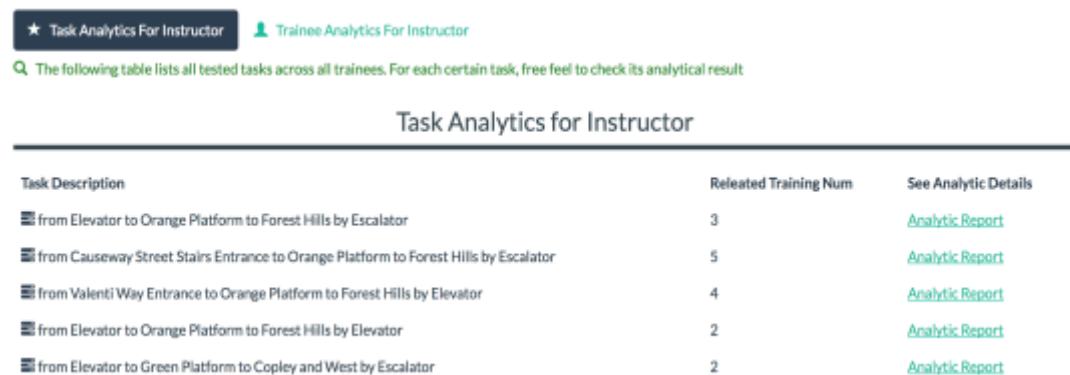 Task Analytics For Instructor Trainee Analytics For Instructor
The following table lists all tested tasks across all trainees. For each certain task, free feel to check its analytical result
Task Analytics for Instructor
Task Description Releated Training Num See Analytic Details
from Elevator to Orange Platform to Forest Hills by Escalator 3 Analytic Report
from Causeway Street Stairs Entrance to Orange Platform to Forest Hills by Escalator 5 Analytic Report
from Valenti Way Entrance to Orange Platform to Forest Hills by Elevator 4 Analytic Report
from Elevator to Orange Platform to Forest Hills by Elevator 2 Analytic Report
from Elevator to Green Platform to Copley and West by Escalator 2 Analytic Report